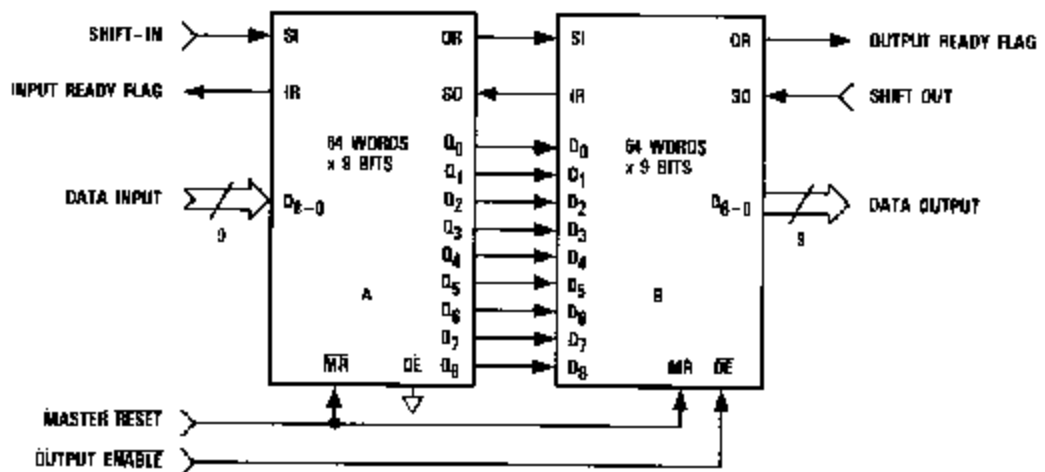 SHIFT-IN SI OR SI OR OUTPUT READY FLAG
INPUT READY FLAG IR SO IR SO SHIFT OUT
64 WORDS x 9 BITS
64 WORDS x 9 BITS
DATA INPUT 9 D8-0
D8-0 9 DATA OUTPUT
Q0 D0
Q1 D1
Q2 D2
Q3 D3
Q4 D4
Q5 D5
Q6 D6
Q7 D7
Q8 D8
A B
MR OE MR OE
MASTER RESET
OUTPUT ENABLE